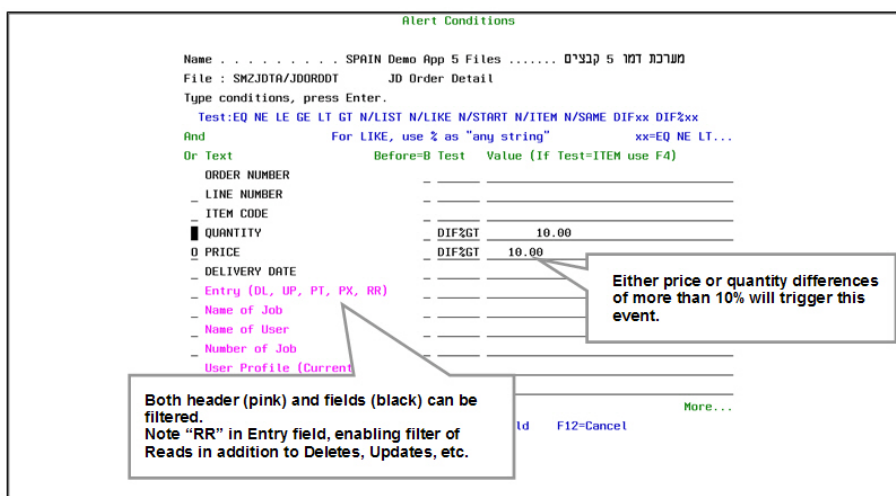 Alert Conditions
Name . . . . . . . . . SPAIN Demo App 5 Files ....... מערכת דמו 5 קבצים
File : SMZJDTA/JDORDDT JD Order Detail
Type conditions, press Enter.
Test:EQ NE LE GE LT GT N/LIST N/LIKE N/START N/ITEM N/SAME DIFxx DIF%xx
And For LIKE, use % as "any string" xx=EQ NE LT...
Or Text Before=B Test Value (If Test=ITEM use F4)
ORDER NUMBER
LINE NUMBER
ITEM CODE
QUANTITY DIF%GT 10.00
O PRICE DIF%GT 10.00
DELIVERY DATE
Entry (DL, UP, PT, PX, RR)
Name of Job
Name of User
Number of Job
User Profile (Current
Either price or quantity differences
of more than 10% will trigger this
event.
Both header (pink) and fields (black) can be
filtered.
Note “RR” in Entry field, enabling filter of
Reads in addition to Deletes, Updates, etc.
More...
F12=Cancel